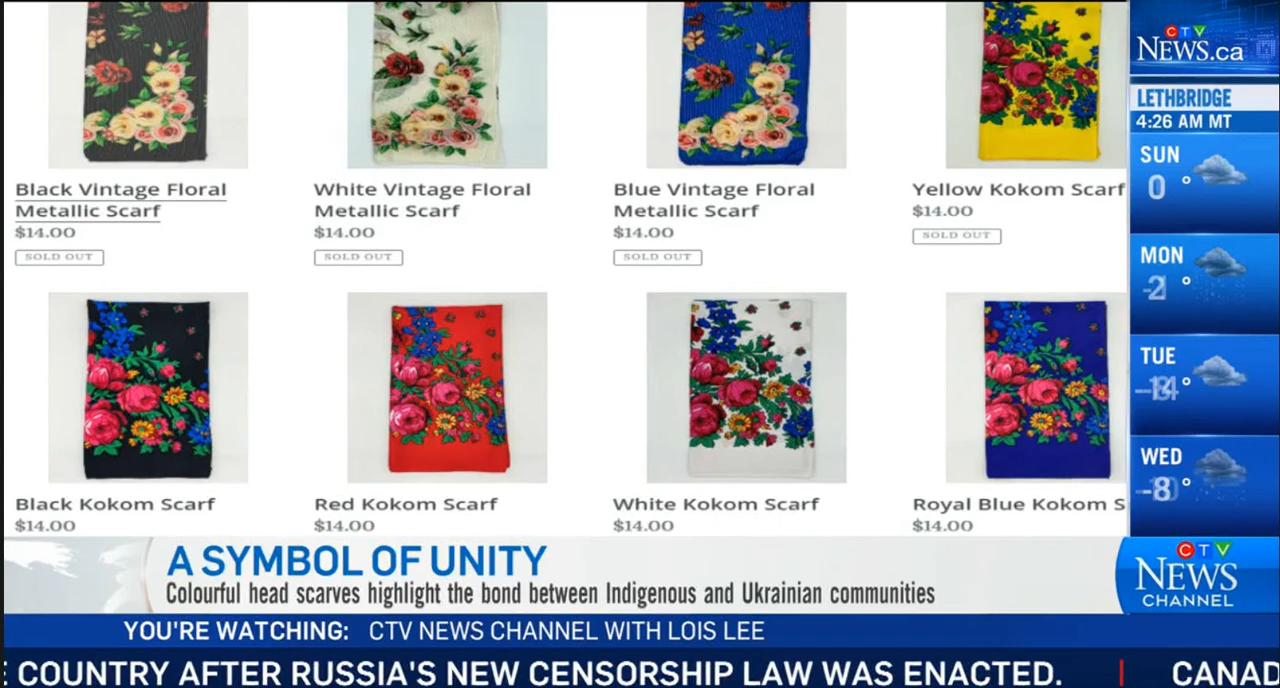 Black Vintage Floral
Metallic Scarf
$14.00
SOLD OUT
White Vintage Floral
Metallic Scarf
$14.00
SOLD OUT
Blue Vintage Floral
Metallic Scarf
$14.00
SOLD OUT
Yellow Kokom Scarf
$14.00
SOLD OUT
Black Kokom Scarf
$14.00
Red Kokom Scarf
$14.00
White Kokom Scarf
$14.00
Royal Blue Kokom S
$14.00
CTV
NEWS.ca
LETHBRIDGE
4:26 AM MT
SUN
0°
MON
TUE
WED
A SYMBOL OF UNITY
Colourful head scarves highlight the bond between Indigenous and Ukrainian communities
CTV
NEWS
CHANNEL
YOU'RE WATCHING: CTV NEWS CHANNEL WITH LOIS LEE
COUNTRY AFTER RUSSIA'S NEW CENSORSHIP LAW WAS ENACTED. | CANAD